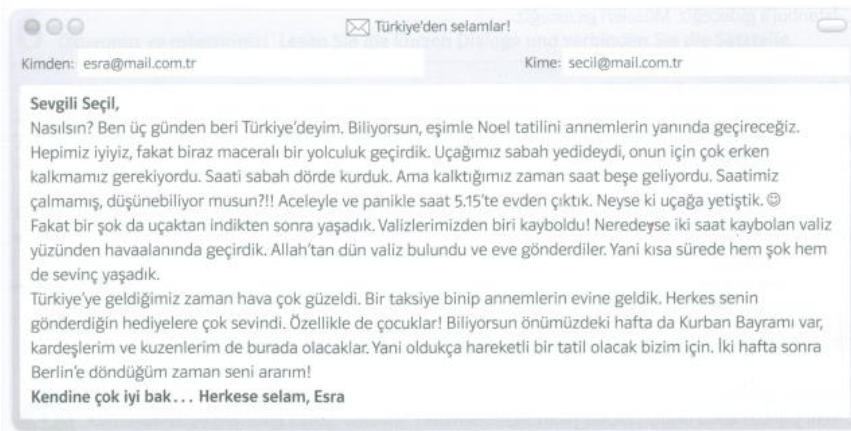 Türkiye'den selamlar!
Kimden: esra@mail.com.tr Kime: secil@mail.com.tr
Sevgili Seçil,
Nasılsın? Ben üç günden beri Türkiye'deyim. Biliyorsun, eşimle Noel tatilini annemlerin yanında geçireceğiz.
Hepimiz iyiyiz, fakat biraz maceralı bir yolculuk geçirdik. Uçağımız sabah yedideydi, onun için çok erken
kalkmamız gerekiyordu. Saati sabah dörde kurduk. Ama kalktığımız zaman saat beşe geliyordu. Saatimiz
çalmamış, düşünebiliyor musun?!! Aceleyle ve panikle saat 5.15'te evden çıktık. Neyse ki uçağa yetiştik. ☺
Fakat bir şok da uçaktan indikten sonra yaşadık. Valizlerimizden biri kayboldu! Neredeyse iki saat kaybolan valiz
yüzünden havaalanında geçirdik. Allah'tan dün valiz bulundu ve eve gönderdiler. Yani kısa sürede hem şok hem
de sevinç yaşadık.
Türkiye'ye geldiğimiz zaman hava çok güzeldi. Bir taksiye binip annemlerin evine geldik. Herkes senin
gönderdiğin hediyelere çok sevindi. Özellikle de çocuklar! Biliyorsun önümüzdeki hafta da Kurban Bayramı var,
kardeşlerim ve kuzenlerim de burada olacaklar. Yani oldukça hareketli bir tatil olacak bizim için. İki hafta sonra
Berlin'e döndüğüm zaman seni ararım!
Kendine çok iyi bak... Herkese selam, Esra